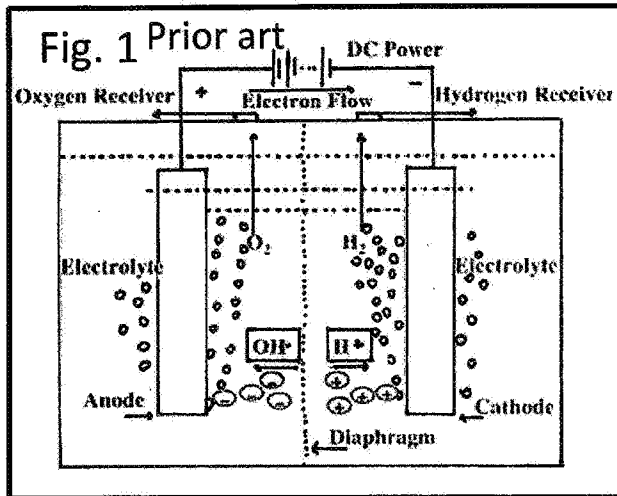 Fig. 1 Prior art
DC Power
+ −
Oxygen Receiver Electron Flow Hydrogen Receiver
O2 H2
Electrolyte Electrolyte
OH- H+
− − − − + + + +
Anode Cathode
Diaphragm